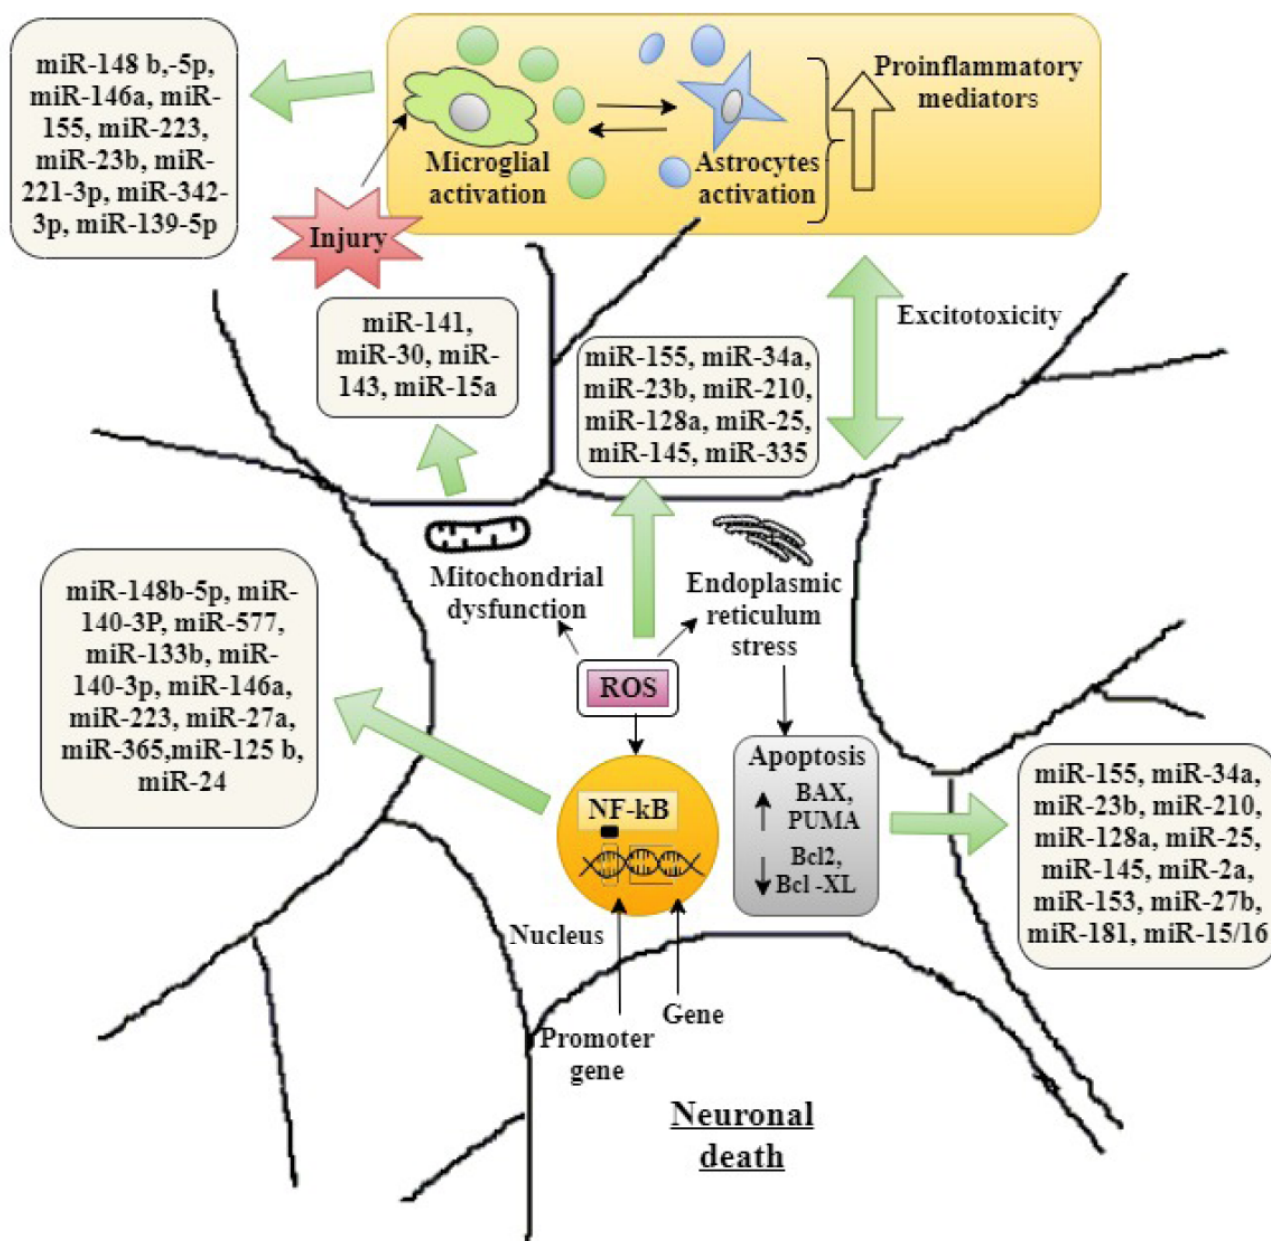 miR-148 b,-5p,
miR-146a, miR-
155, miR-223,
miR-23b, miR-
221-3p, miR-342-
3p, miR-139-5p
Microglial
activation
Astrocytes
activation
Proinflammatory
mediators
Injury
miR-141,
miR-30, miR-
143, miR-15a
miR-155, miR-34a,
miR-23b, miR-210,
miR-128a, miR-25,
miR-145, miR-335
Excitotoxicity
Mitochondrial
dysfunction
Endoplasmic
reticulum
stress
miR-148b-5p, miR-
140-3P, miR-577,
miR-133b, miR-
140-3p, miR-146a,
miR-223, miR-27a,
miR-365,miR-125 b,
miR-24
ROS
NF-kB
Apoptosis
BAX,
PUMA
Bcl2,
Bcl -XL
miR-155, miR-34a,
miR-23b, miR-210,
miR-128a, miR-25,
miR-145, miR-2a,
miR-153, miR-27b,
miR-181, miR-15/16
Nucleus
Promoter
gene
Gene
Neuronal
death